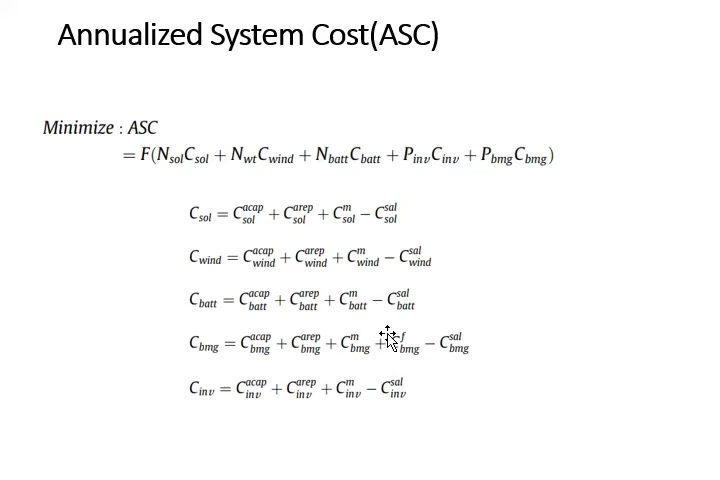 Annualized System Cost(ASC)
Minimize : ASC
= F(N_sol C_sol + N_wt C_wind + N_batt C_batt + P_inv C_inv + P_bmg C_bmg)
C_sol = C_sol^acap + C_sol^arep + C_sol^m − C_sol^sal
C_wind = C_wind^acap + C_wind^arep + C_wind^m − C_wind^sal
C_batt = C_batt^acap + C_batt^arep + C_batt^m − C_batt^sal
C_bmg = C_bmg^acap + C_bmg^arep + C_bmg^m + C_bmg^f − C_bmg^sal
C_inv = C_inv^acap + C_inv^arep + C_inv^m − C_inv^sal